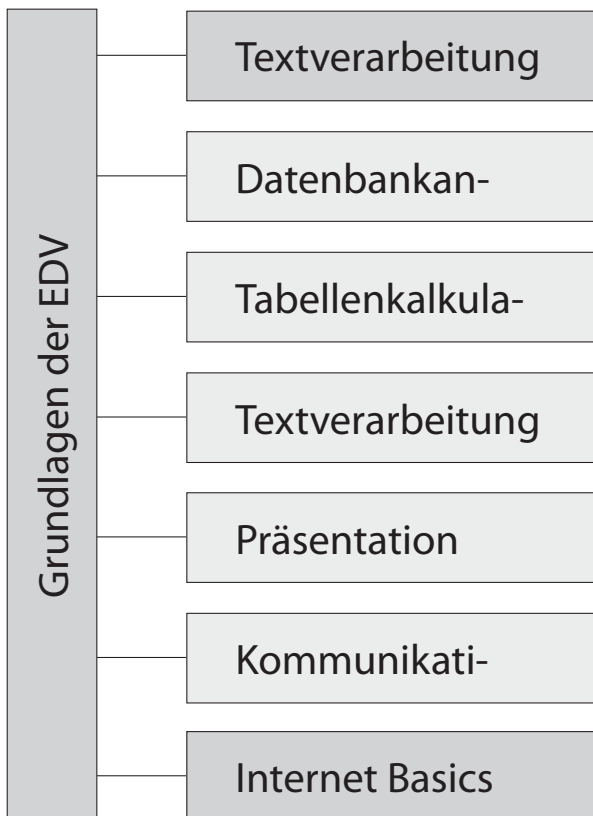 Grundlagen der EDV
Textverarbeitung
Datenbankan-
Tabellenkalkula-
Textverarbeitung
Präsentation
Kommunikati-
Internet Basics